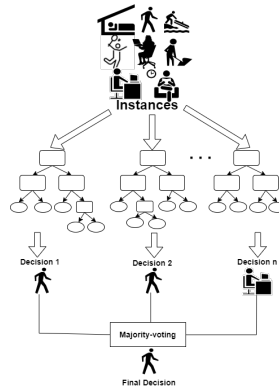 Instances
. . .
Decision 1 Decision 2 Decision n
Majority-voting
Final Decision